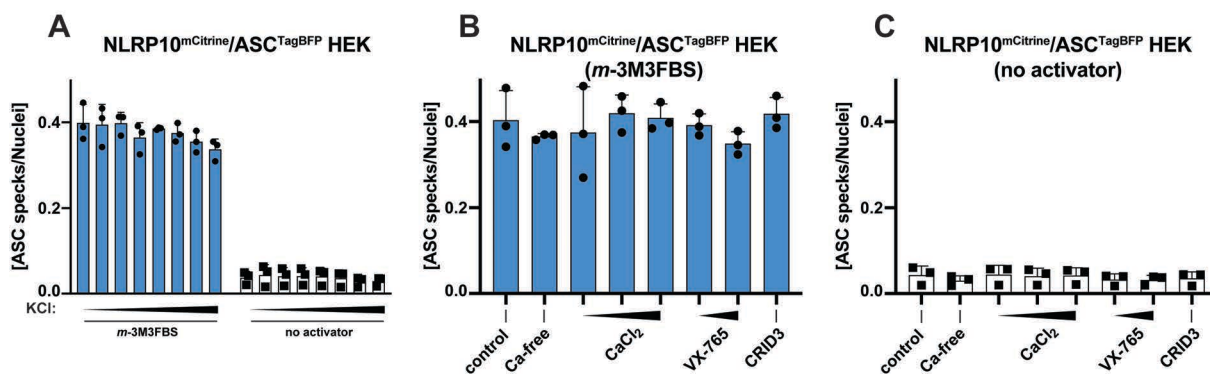 A
NLRP10mCitrine/ASCTagBFP HEK
[ASC specks/Nuclei]
0.4
0.2
0.0
KCl:
m-3M3FBS
no activator
B
NLRP10mCitrine/ASCTagBFP HEK
(m-3M3FBS)
[ASC specks/Nuclei]
0.4
0.2
0.0
control
Ca-free
CaCl2
VX-765
CRID3
C
NLRP10mCitrine/ASCTagBFP HEK
(no activator)
[ASC specks/Nuclei]
0.4
0.2
0.0
control
Ca-free
CaCl2
VX-765
CRID3